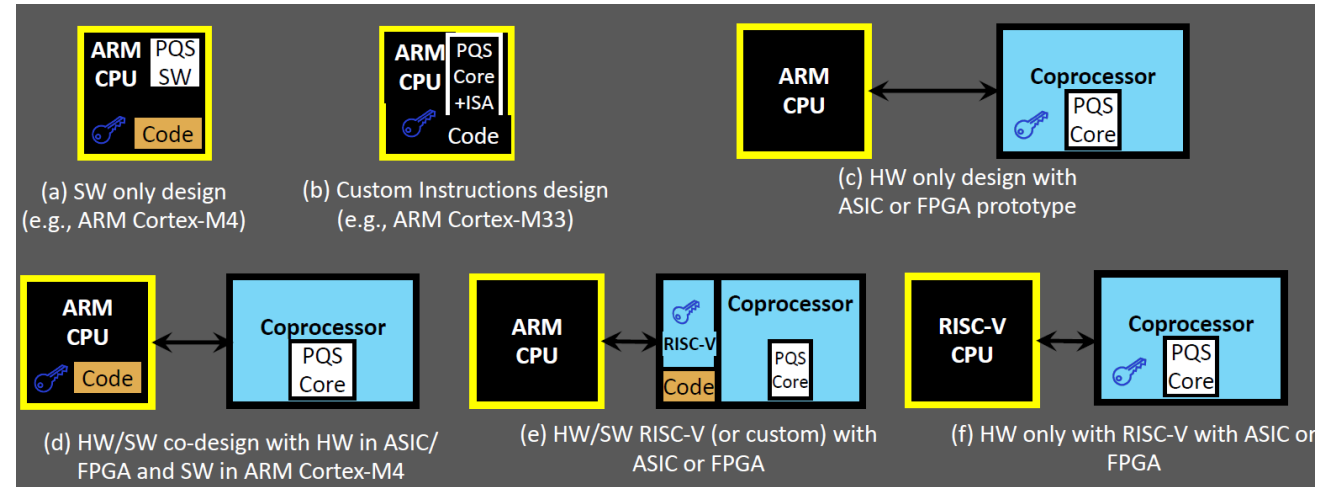 ARM
CPU
PQS
SW
Code
ARM
CPU
PQS
Core
+ISA
Code
ARM
CPU
Coprocessor
PQS
Core
(a) SW only design
(e.g., ARM Cortex-M4)
(b) Custom Instructions design
(e.g., ARM Cortex-M33)
(c) HW only design with
ASIC or FPGA prototype
ARM
CPU
Code
Coprocessor
PQS
Core
ARM
CPU
RISC-V
Code
Coprocessor
PQS
Core
RISC-V
CPU
Coprocessor
PQS
Core
(d) HW/SW co-design with HW in ASIC/
FPGA and SW in ARM Cortex-M4
(e) HW/SW RISC-V (or custom) with
ASIC or FPGA
(f) HW only with RISC-V with ASIC or
FPGA